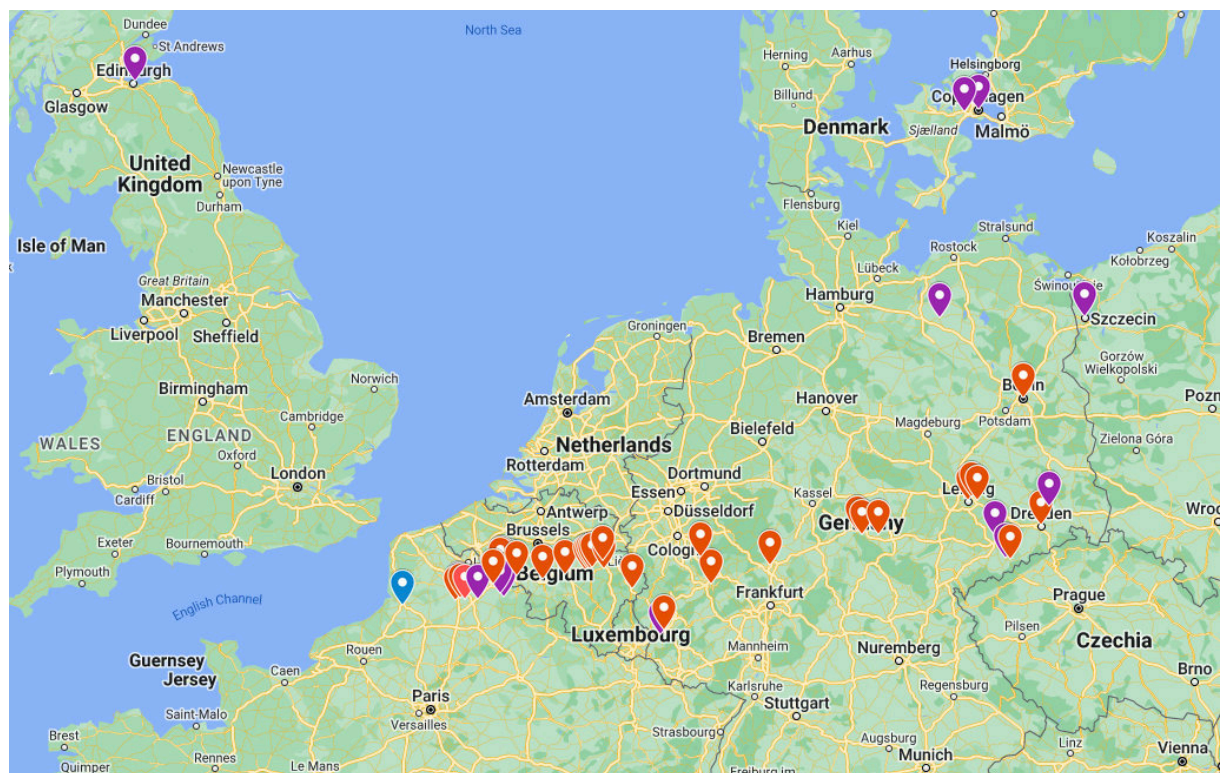 Dundee
North Sea
St Andrews
Edinburgh
Glasgow
Herning
Aarhus
Helsingborg
Billund
Denmark
Sjælland
Malmö
United
Kingdom
Newcastle
upon Tyne
Durham
Flensburg
Kiel
Stralsund
Koszalin
Kołobrzeg
Isle of Man
Rostock
Lübeck
Great Britain
Manchester
Hamburg
Szczecin
Liverpool
Sheffield
Groningen
Bremen
Gorzów
Wielkopolski
Birmingham
Norwich
Amsterdam
Hanover
Potsdam
Cambridge
WALES
ENGLAND
Oxford
Netherlands
Bielefeld
Magdeburg
Zielona Góra
Rotterdam
London
Bristol
Cardiff
Dortmund
Essen
Kassel
Antwerp
Düsseldorf
Brussels
Exeter
Bournemouth
Belgium
Plymouth
English Channel
Frankfurt
Prague
Luxembourg
Pilsen
Czechia
Guernsey
Jersey
Rouen
Caen
Mannheim
Nuremberg
Brno
Paris
Versailles
Karlsruhe
Regensburg
Stuttgart
Saint-Malo
Brest
Strasbourg
Augsburg
Linz
Vienna
Quimper
Rennes
Le Mans
Munich